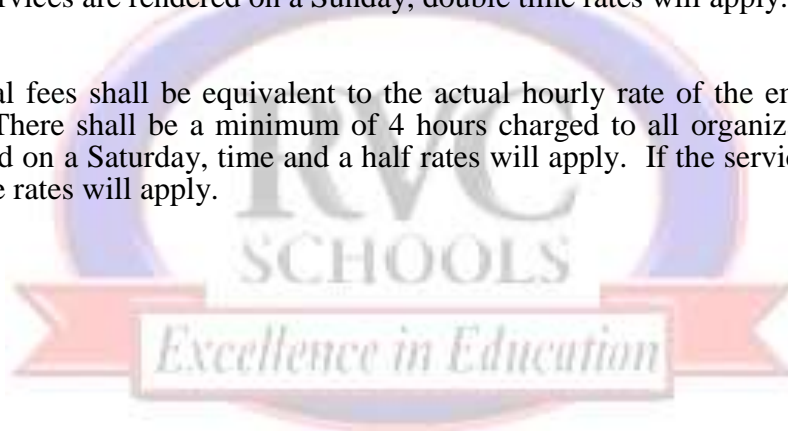 rvices are rendered on a Sunday, double time rates will apply.
al fees shall be equivalent to the actual hourly rate of the en
There shall be a minimum of 4 hours charged to all organiz
d on a Saturday, time and a half rates will apply.  If the servic
e rates will apply.
RVC
SCHOOLS
Excellence in Education